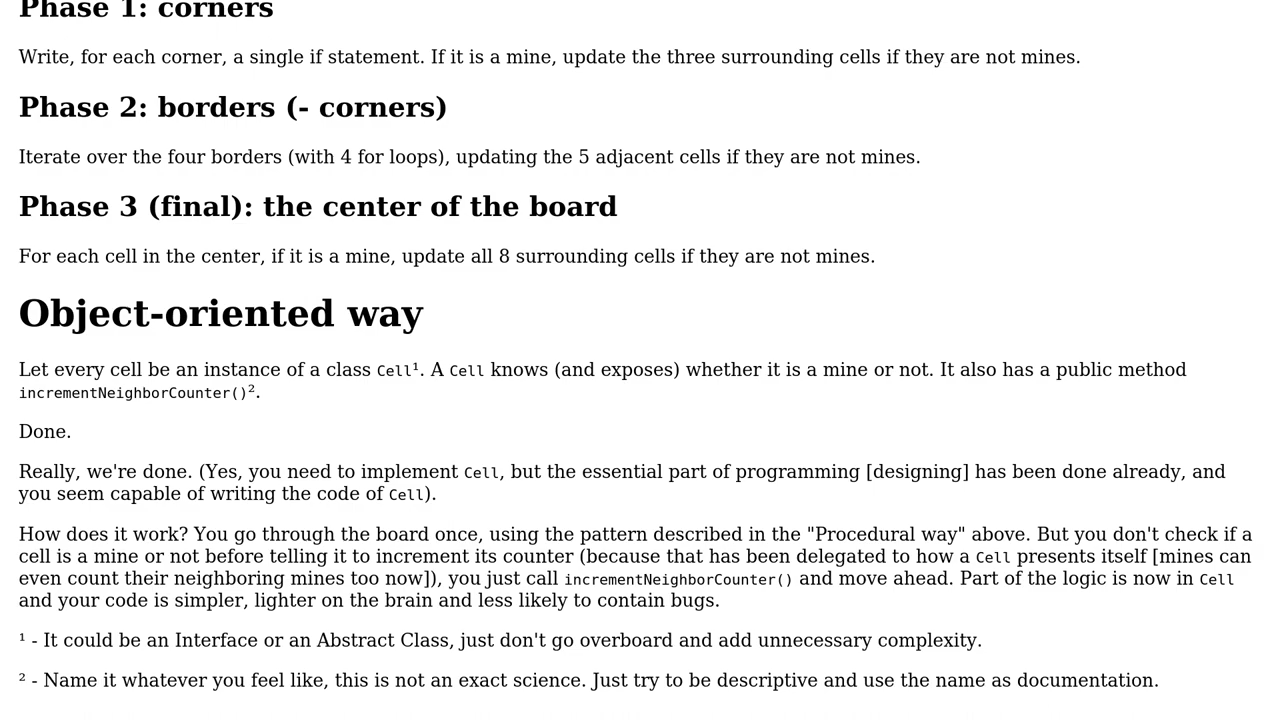 Phase 1: corners
Write, for each corner, a single if statement. If it is a mine, update the three surrounding cells if they are not mines.
Phase 2: borders (- corners)
Iterate over the four borders (with 4 for loops), updating the 5 adjacent cells if they are not mines.
Phase 3 (final): the center of the board
For each cell in the center, if it is a mine, update all 8 surrounding cells if they are not mines.
Object-oriented way
Let every cell be an instance of a class Cell¹. A Cell knows (and exposes) whether it is a mine or not. It also has a public method
incrementNeighborCounter()².
Done.
Really, we're done. (Yes, you need to implement Cell, but the essential part of programming [designing] has been done already, and
you seem capable of writing the code of Cell).
How does it work? You go through the board once, using the pattern described in the "Procedural way" above. But you don't check if a
cell is a mine or not before telling it to increment its counter (because that has been delegated to how a Cell presents itself [mines can
even count their neighboring mines too now]), you just call incrementNeighborCounter() and move ahead. Part of the logic is now in Cell
and your code is simpler, lighter on the brain and less likely to contain bugs.
¹ - It could be an Interface or an Abstract Class, just don't go overboard and add unnecessary complexity.
² - Name it whatever you feel like, this is not an exact science. Just try to be descriptive and use the name as documentation.